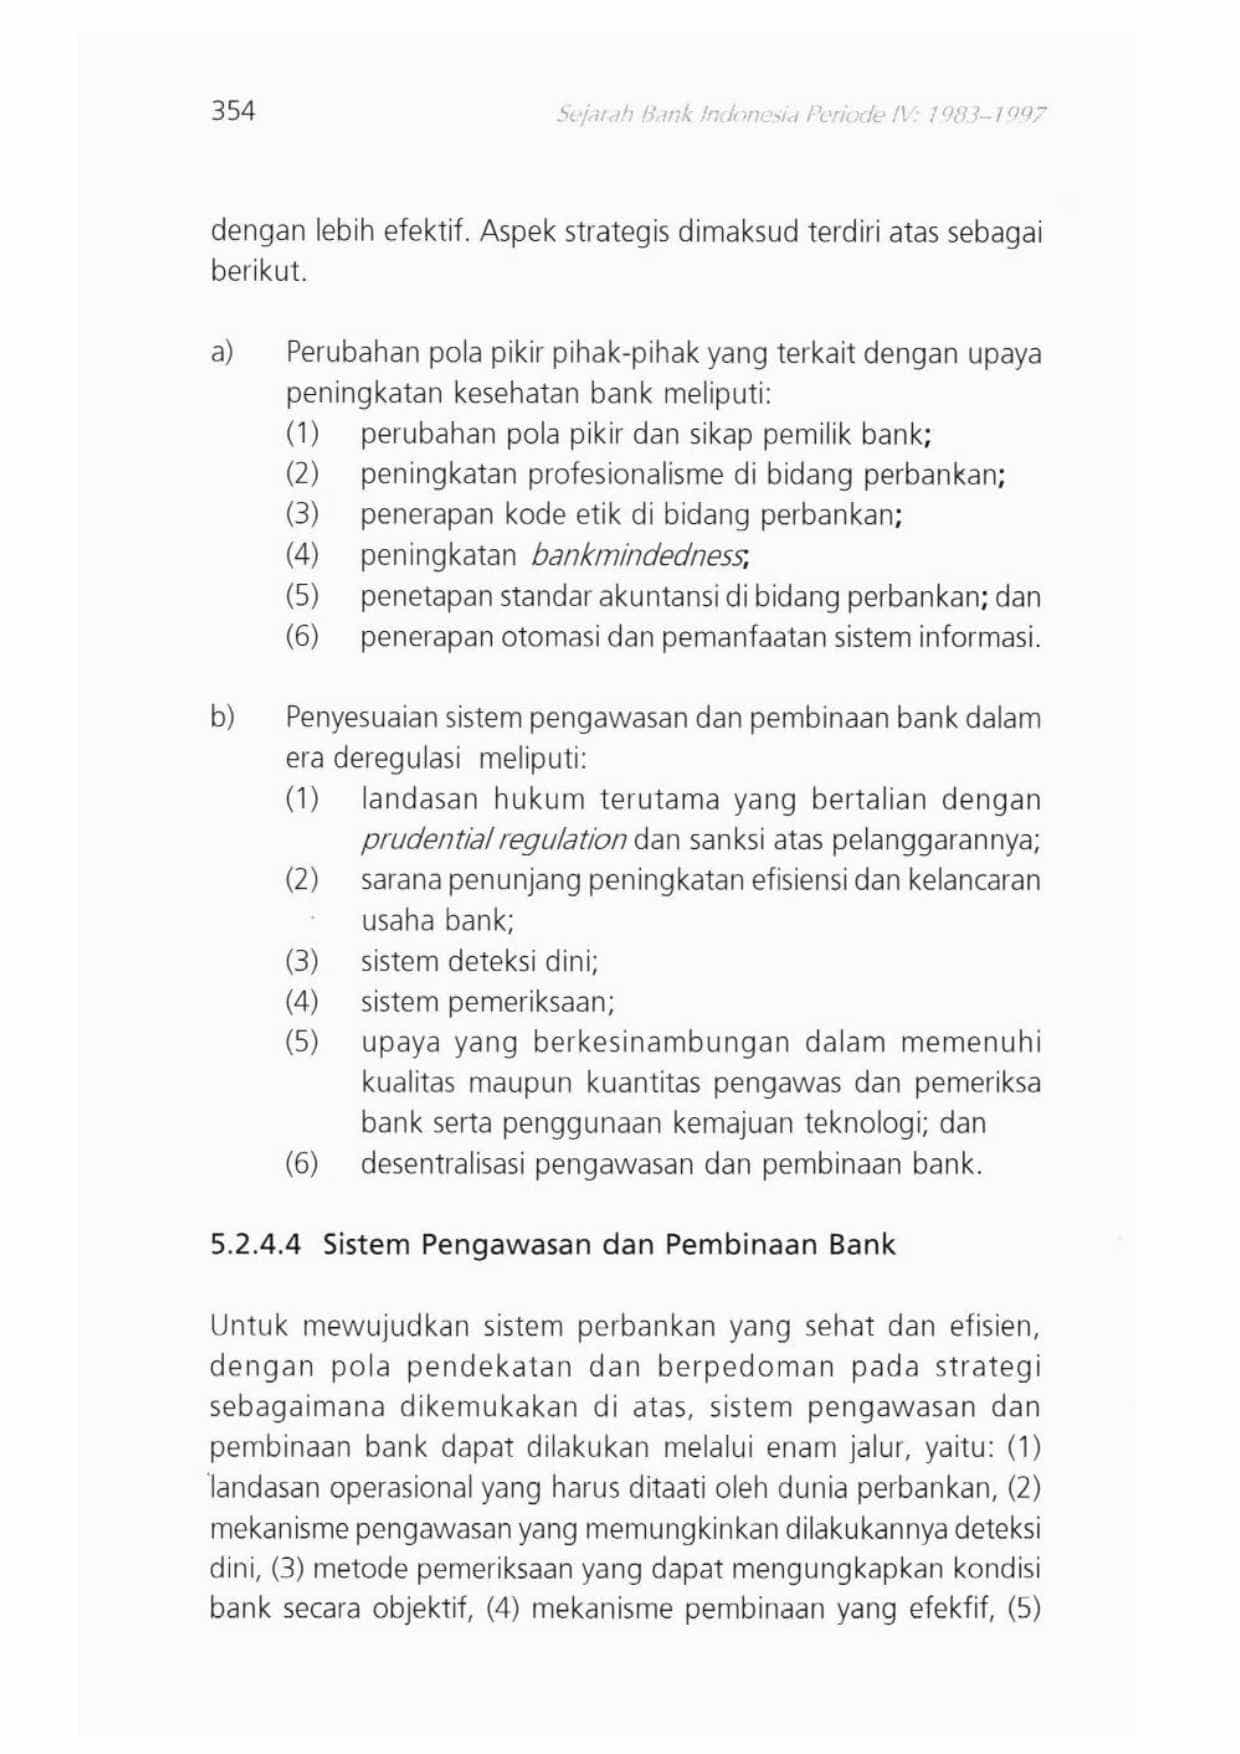 354
Sejarah Bank Indonesia Periode IV: 1983–1997
dengan lebih efektif. Aspek strategis dimaksud terdiri atas sebagai
berikut.
a) Perubahan pola pikir pihak-pihak yang terkait dengan upaya
peningkatan kesehatan bank meliputi:
(1) perubahan pola pikir dan sikap pemilik bank;
(2) peningkatan profesionalisme di bidang perbankan;
(3) penerapan kode etik di bidang perbankan;
(4) peningkatan bankmindedness;
(5) penetapan standar akuntansi di bidang perbankan; dan
(6) penerapan otomasi dan pemanfaatan sistem informasi.
b) Penyesuaian sistem pengawasan dan pembinaan bank dalam
era deregulasi meliputi:
(1) landasan hukum terutama yang bertalian dengan
prudential regulation dan sanksi atas pelanggarannya;
(2) sarana penunjang peningkatan efisiensi dan kelancaran
usaha bank;
(3) sistem deteksi dini;
(4) sistem pemeriksaan;
(5) upaya yang berkesinambungan dalam memenuhi
kualitas maupun kuantitas pengawas dan pemeriksa
bank serta penggunaan kemajuan teknologi; dan
(6) desentralisasi pengawasan dan pembinaan bank.
5.2.4.4 Sistem Pengawasan dan Pembinaan Bank
Untuk mewujudkan sistem perbankan yang sehat dan efisien,
dengan pola pendekatan dan berpedoman pada strategi
sebagaimana dikemukakan di atas, sistem pengawasan dan
pembinaan bank dapat dilakukan melalui enam jalur, yaitu: (1)
landasan operasional yang harus ditaati oleh dunia perbankan, (2)
mekanisme pengawasan yang memungkinkan dilakukannya deteksi
dini, (3) metode pemeriksaan yang dapat mengungkapkan kondisi
bank secara objektif, (4) mekanisme pembinaan yang efekfif, (5)